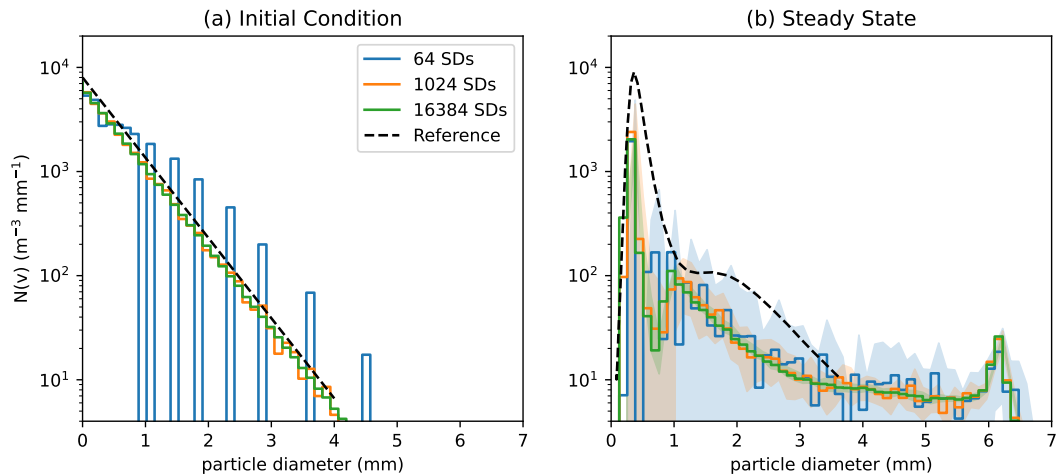 (a) Initial Condition
N(v) (m⁻³ mm⁻¹)
10⁴
10³
10²
10¹
64 SDs
1024 SDs
16384 SDs
Reference
0 1 2 3 4 5 6 7
particle diameter (mm)
(b) Steady State
10⁴
10³
10²
10¹
0 1 2 3 4 5 6 7
particle diameter (mm)